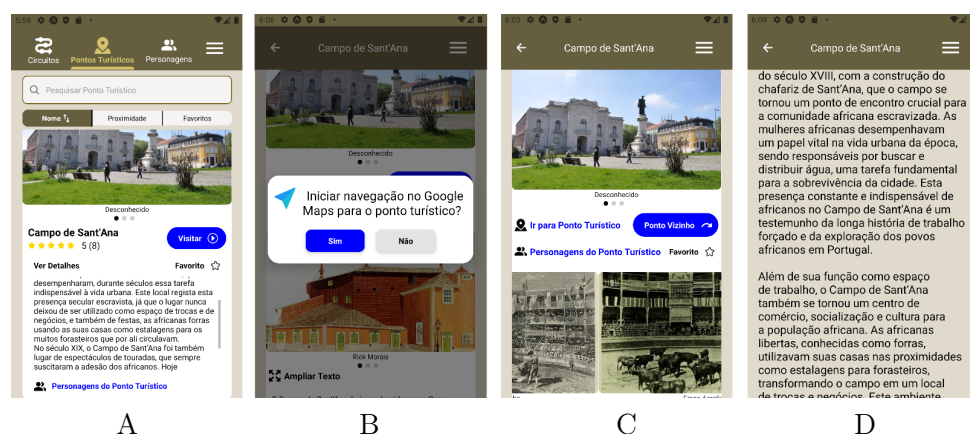 5:59
Circuitos
Pontos Turísticos
Personagens
Pesquisar Ponto Turístico
Nome
Proximidade
Favoritos
Desconhecido
Campo de Sant'Ana
5 (8)
Visitar
Ver Detalhes
Favorito
desempenharam, durante séculos essa tarefa
indispensável à vida urbana. Este local regista esta
presença secular escravista, já que o lugar nunca
deixou de ser utilizado como espaço de trocas e de
negócios, e também de festas, as africanas forras
usando as suas casas como estalagens para os
muitos forasteiros que por ali circulavam.
No século XIX, o Campo de Sant'Ana foi também
lugar de espectáculos de touradas, que sempre
suscitaram a adesão dos africanos. Hoje
Personagens do Ponto Turístico
A
6:06
Campo de Sant'Ana
Desconhecido
Iniciar navegação no Google
Maps para o ponto turístico?
Sim
Não
Rick Morais
Ampliar Texto
B
6:03
Campo de Sant'Ana
Desconhecido
Ir para Ponto Turístico
Ponto Vizinho
Personagens do Ponto Turístico
Favorito
C
6:09
Campo de Sant'Ana
do século XVIII, com a construção do
chafariz de Sant'Ana, que o campo se
tornou um ponto de encontro crucial para
a comunidade africana escravizada. As
mulheres africanas desempenhavam
um papel vital na vida urbana da época,
sendo responsáveis por buscar e
distribuir água, uma tarefa fundamental
para a sobrevivência da cidade. Esta
presença constante e indispensável de
africanos no Campo de Sant'Ana é um
testemunho da longa história de trabalho
forçado e da exploração dos povos
africanos em Portugal.
Além de sua função como espaço
de trabalho, o Campo de Sant'Ana
também se tornou um centro de
comércio, socialização e cultura para
a população africana. As africanas
libertas, conhecidas como forras,
utilizavam suas casas nas proximidades
como estalagens para forasteiros,
transformando o campo em um local
de trocas e negócios. Este ambiente
D